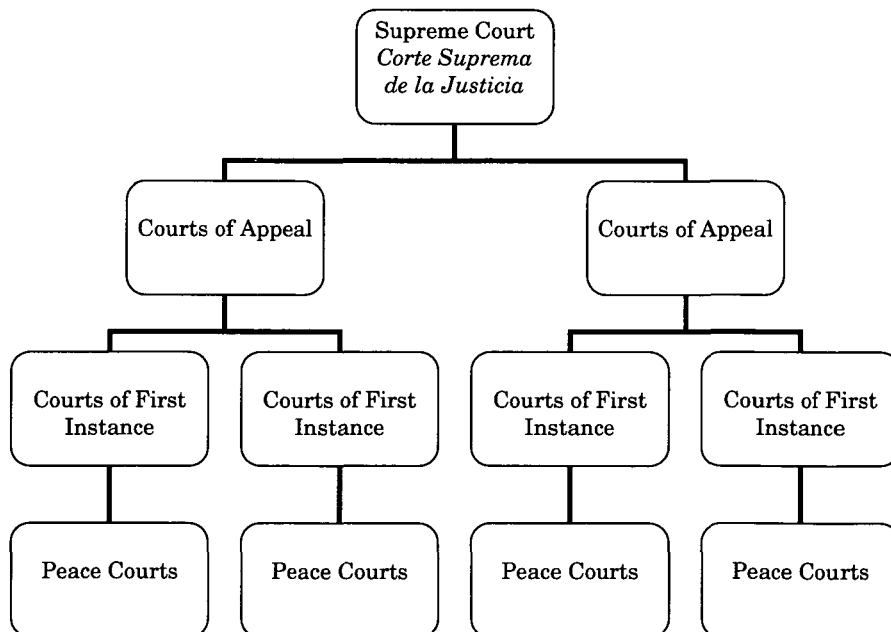 Supreme Court
Corte Suprema
de la Justicia
Courts of Appeal
Courts of Appeal
Courts of First
Instance
Courts of First
Instance
Courts of First
Instance
Courts of First
Instance
Peace Courts
Peace Courts
Peace Courts
Peace Courts